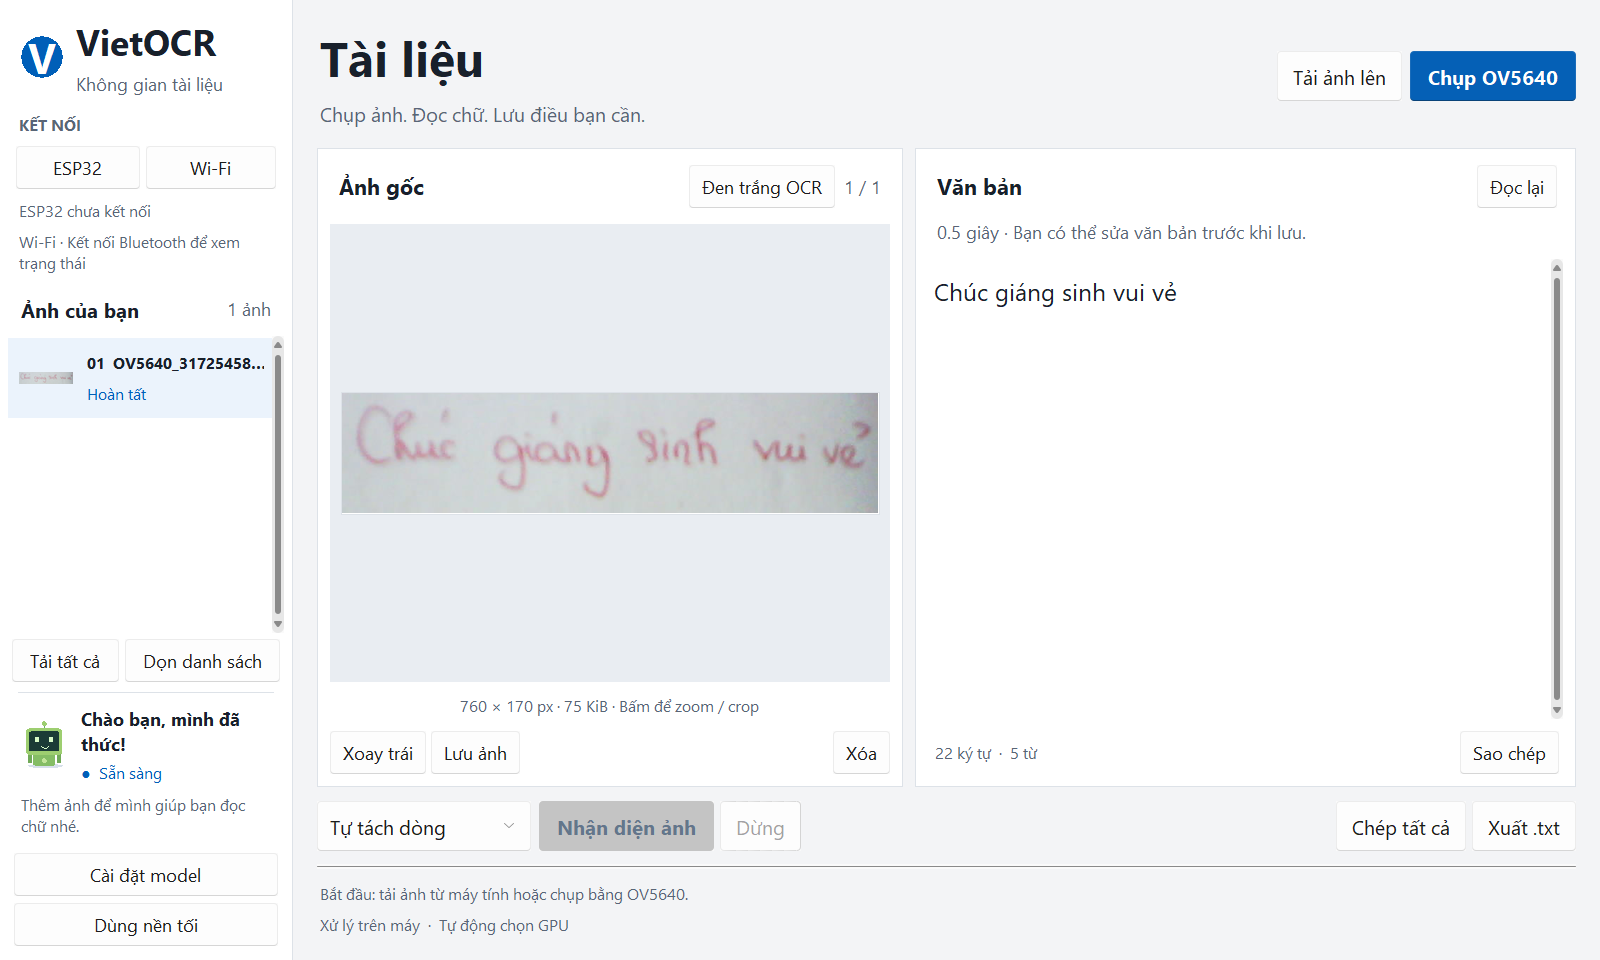 VietOCR
Không gian tài liệu
KẾT NỐI
ESP32
Wi-Fi
ESP32 chưa kết nối
Wi-Fi · Kết nối Bluetooth để xem
trạng thái
Ảnh của bạn
1 ảnh
01 OV5640_31725458...
Hoàn tất
Tải tất cả
Dọn danh sách
Chào bạn, mình đã
thức!
● Sẵn sàng
Thêm ảnh để mình giúp bạn đọc
chữ nhé.
Cài đặt model
Dùng nền tối
Tài liệu
Chụp ảnh. Đọc chữ. Lưu điều bạn cần.
Tải ảnh lên
Chụp OV5640
Ảnh gốc
Đen trắng OCR
1 / 1
Chúc giáng sinh vui vẻ
760 × 170 px · 75 KiB · Bấm để zoom / crop
Xoay trái
Lưu ảnh
Xóa
Văn bản
Đọc lại
0.5 giây · Bạn có thể sửa văn bản trước khi lưu.
Chúc giáng sinh vui vẻ
22 ký tự · 5 từ
Sao chép
Tự tách dòng
Nhận diện ảnh
Dừng
Chép tất cả
Xuất .txt
Bắt đầu: tải ảnh từ máy tính hoặc chụp bằng OV5640.
Xử lý trên máy · Tự động chọn GPU